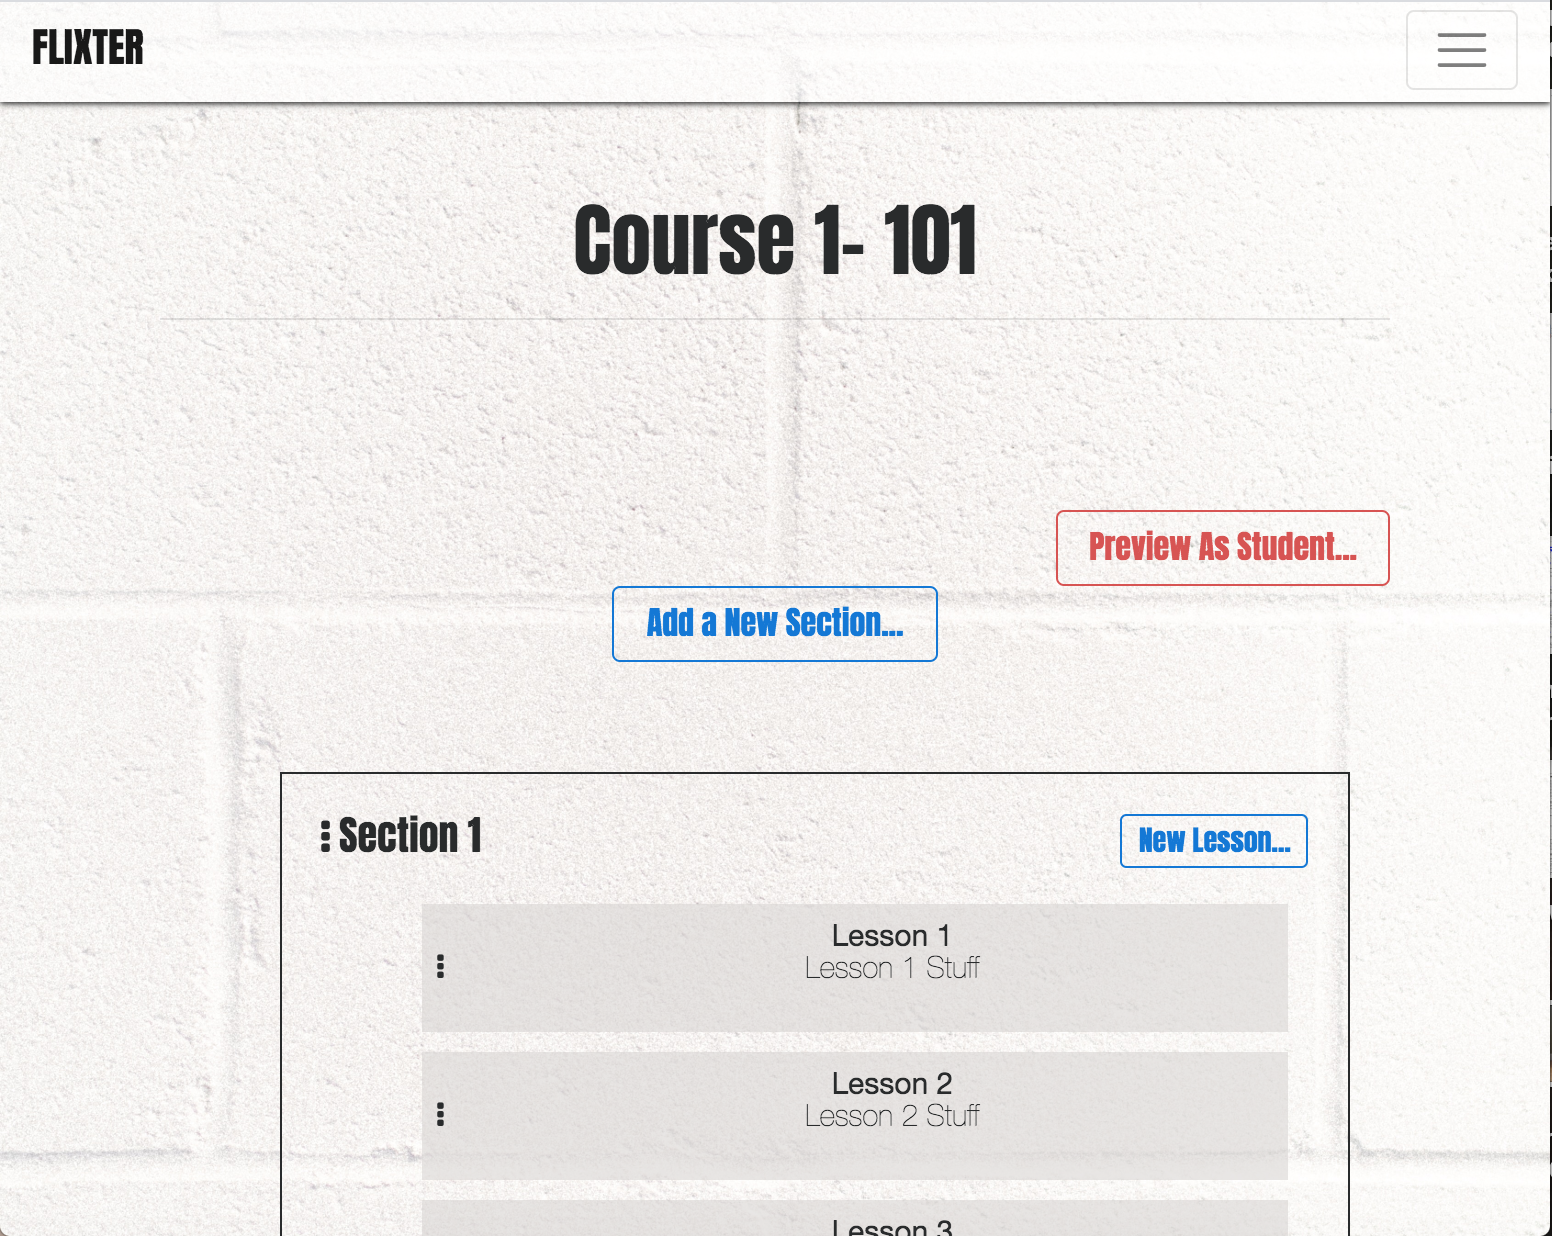 FLIXTER
Course 1- 101
Preview As Student...
Add a New Section...
Section 1
New Lesson...
Lesson 1
Lesson 1 Stuff
Lesson 2
Lesson 2 Stuff
Lesson 3